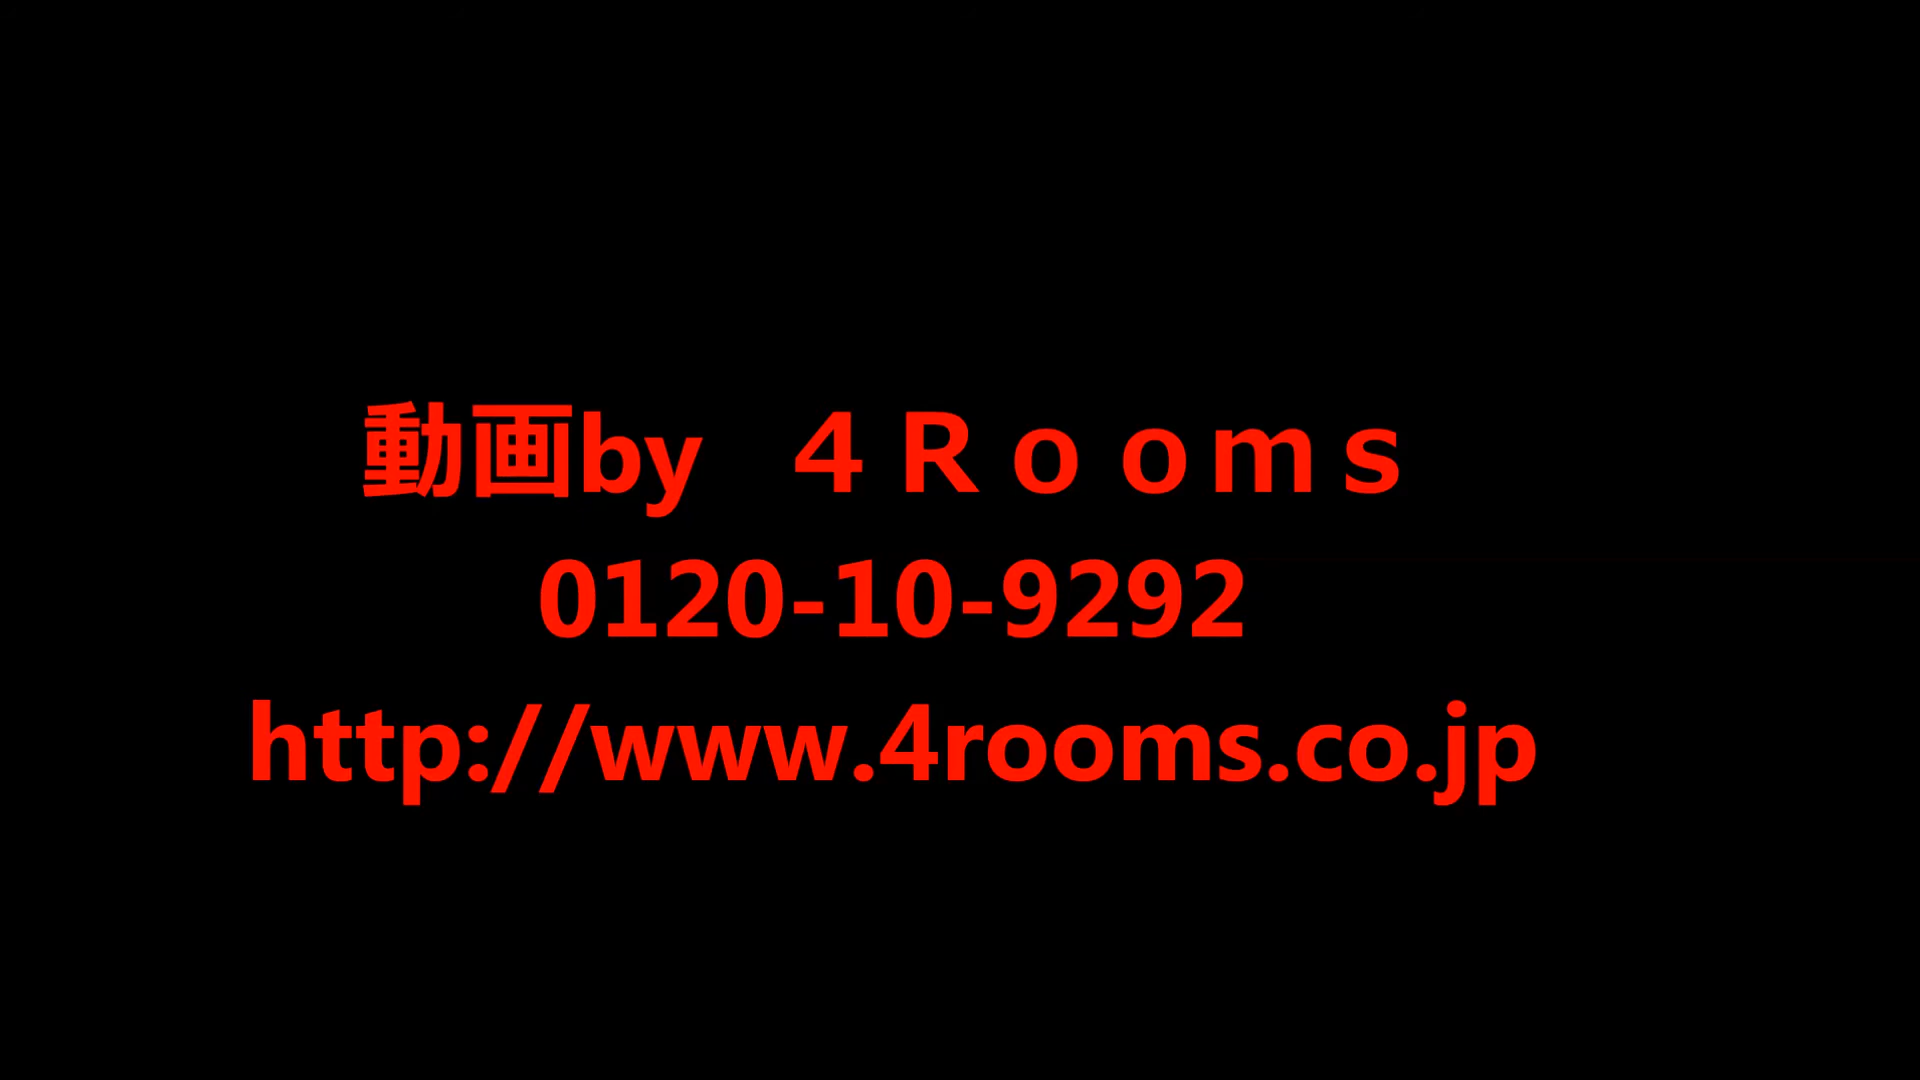 動画by　４Ｒｏｏｍｓ
0120-10-9292
http://www.4rooms.co.jp